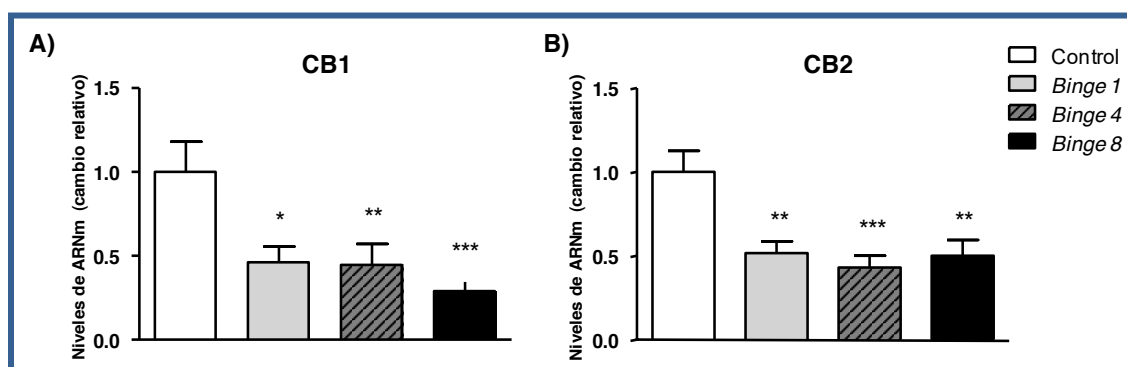 A)
CB1
Niveles de ARNm (cambio relativo)
1.5
1.0
0.5
0.0
*
**
***
B)
CB2
Niveles de ARNm (cambio relativo)
1.5
1.0
0.5
0.0
**
***
**
Control
Binge 1
Binge 4
Binge 8